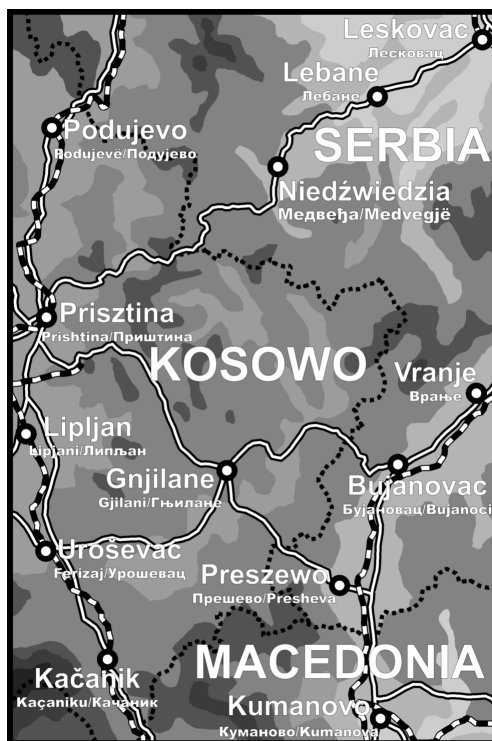 Leskovac
Лесковац
Lebane
Лебане
Podujevo
Podujevë/Подујево
SERBIA
Niedźwiedzia
Медвеђа/Medvegjë
Prisztina
Prishtina/Приштина
KOSOWO
Vranje
Врање
Lipljan
Lipjani/Липљан
Gnjilane
Gjilani/Гњилане
Bujanovac
Бујановац/Bujanoci
Uroševac
Ferizaj/Урошевац
Preszewo
Прешево/Presheva
MACEDONIA
Kačanik
Kaçaniku/Качаник
Kumanovo
Куманово/Kumanova